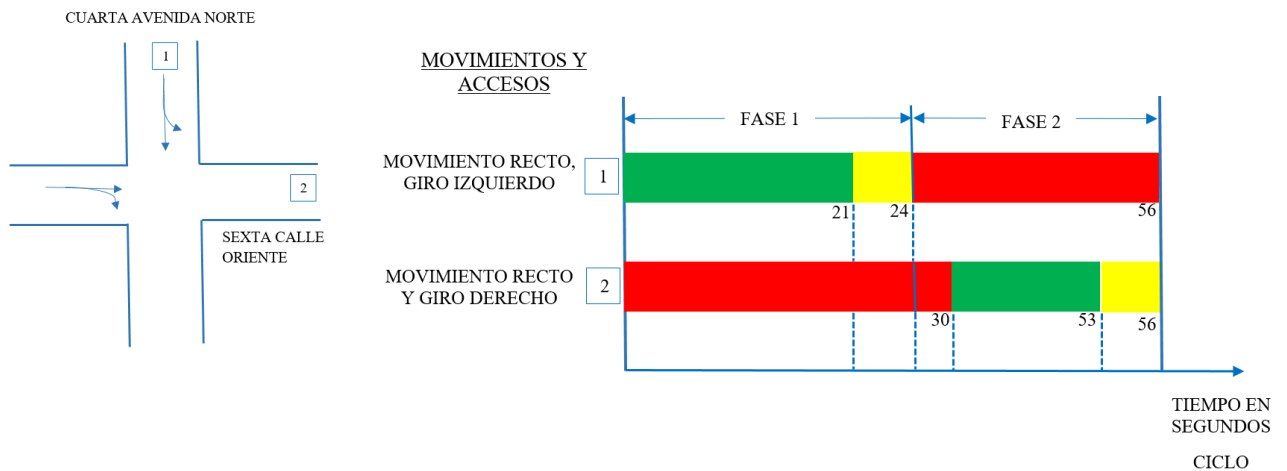 CUARTA AVENIDA NORTE
1
2
SEXTA CALLE
ORIENTE
MOVIMIENTOS Y
ACCESOS
FASE 1
FASE 2
MOVIMIENTO RECTO,
GIRO IZQUIERDO
1
21
24
56
MOVIMIENTO RECTO
Y GIRO DERECHO
2
30
53
56
TIEMPO EN
SEGUNDOS
CICLO